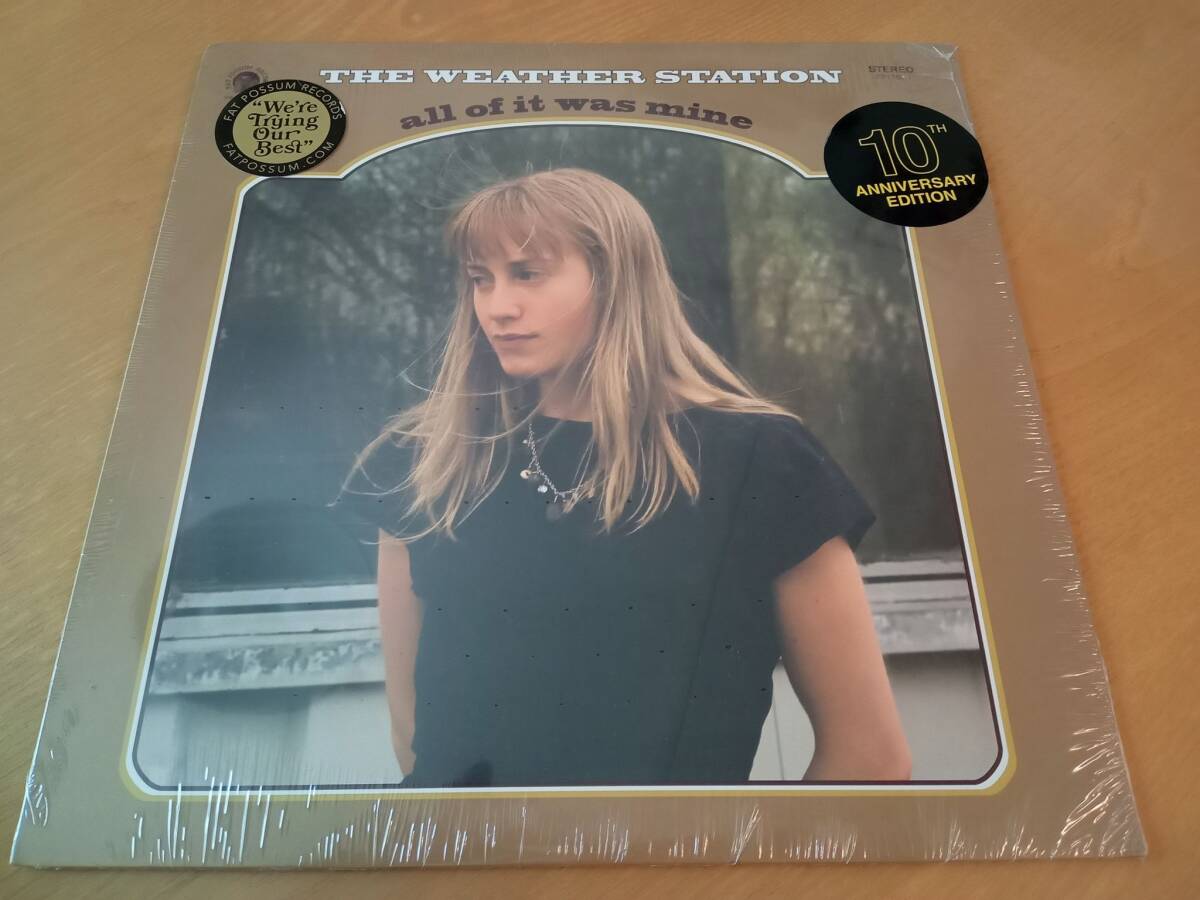 THE WEATHER STATION
STEREO
all of it was mine
FAT POSSUM RECORDS
"We're
Trying
Our
Best"
FATPOSSUM.COM
10TH
ANNIVERSARY
EDITION